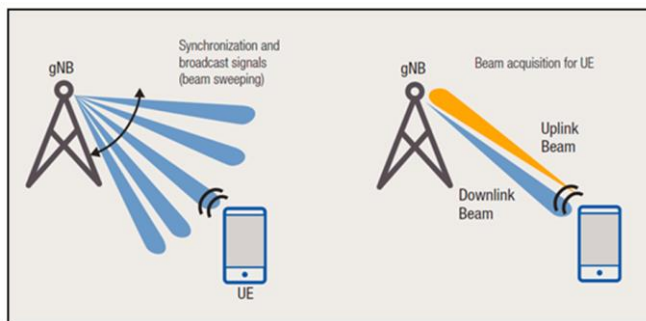 gNB
Synchronization and
broadcast signals
(beam sweeping)
UE
gNB
Beam acquisition for UE
Uplink
Beam
Downlink
Beam